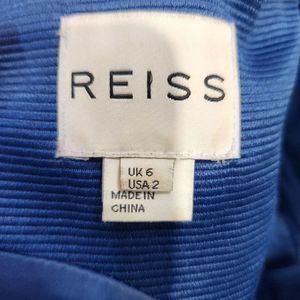 REISS
UK 6
USA 2
MADE IN
CHINA